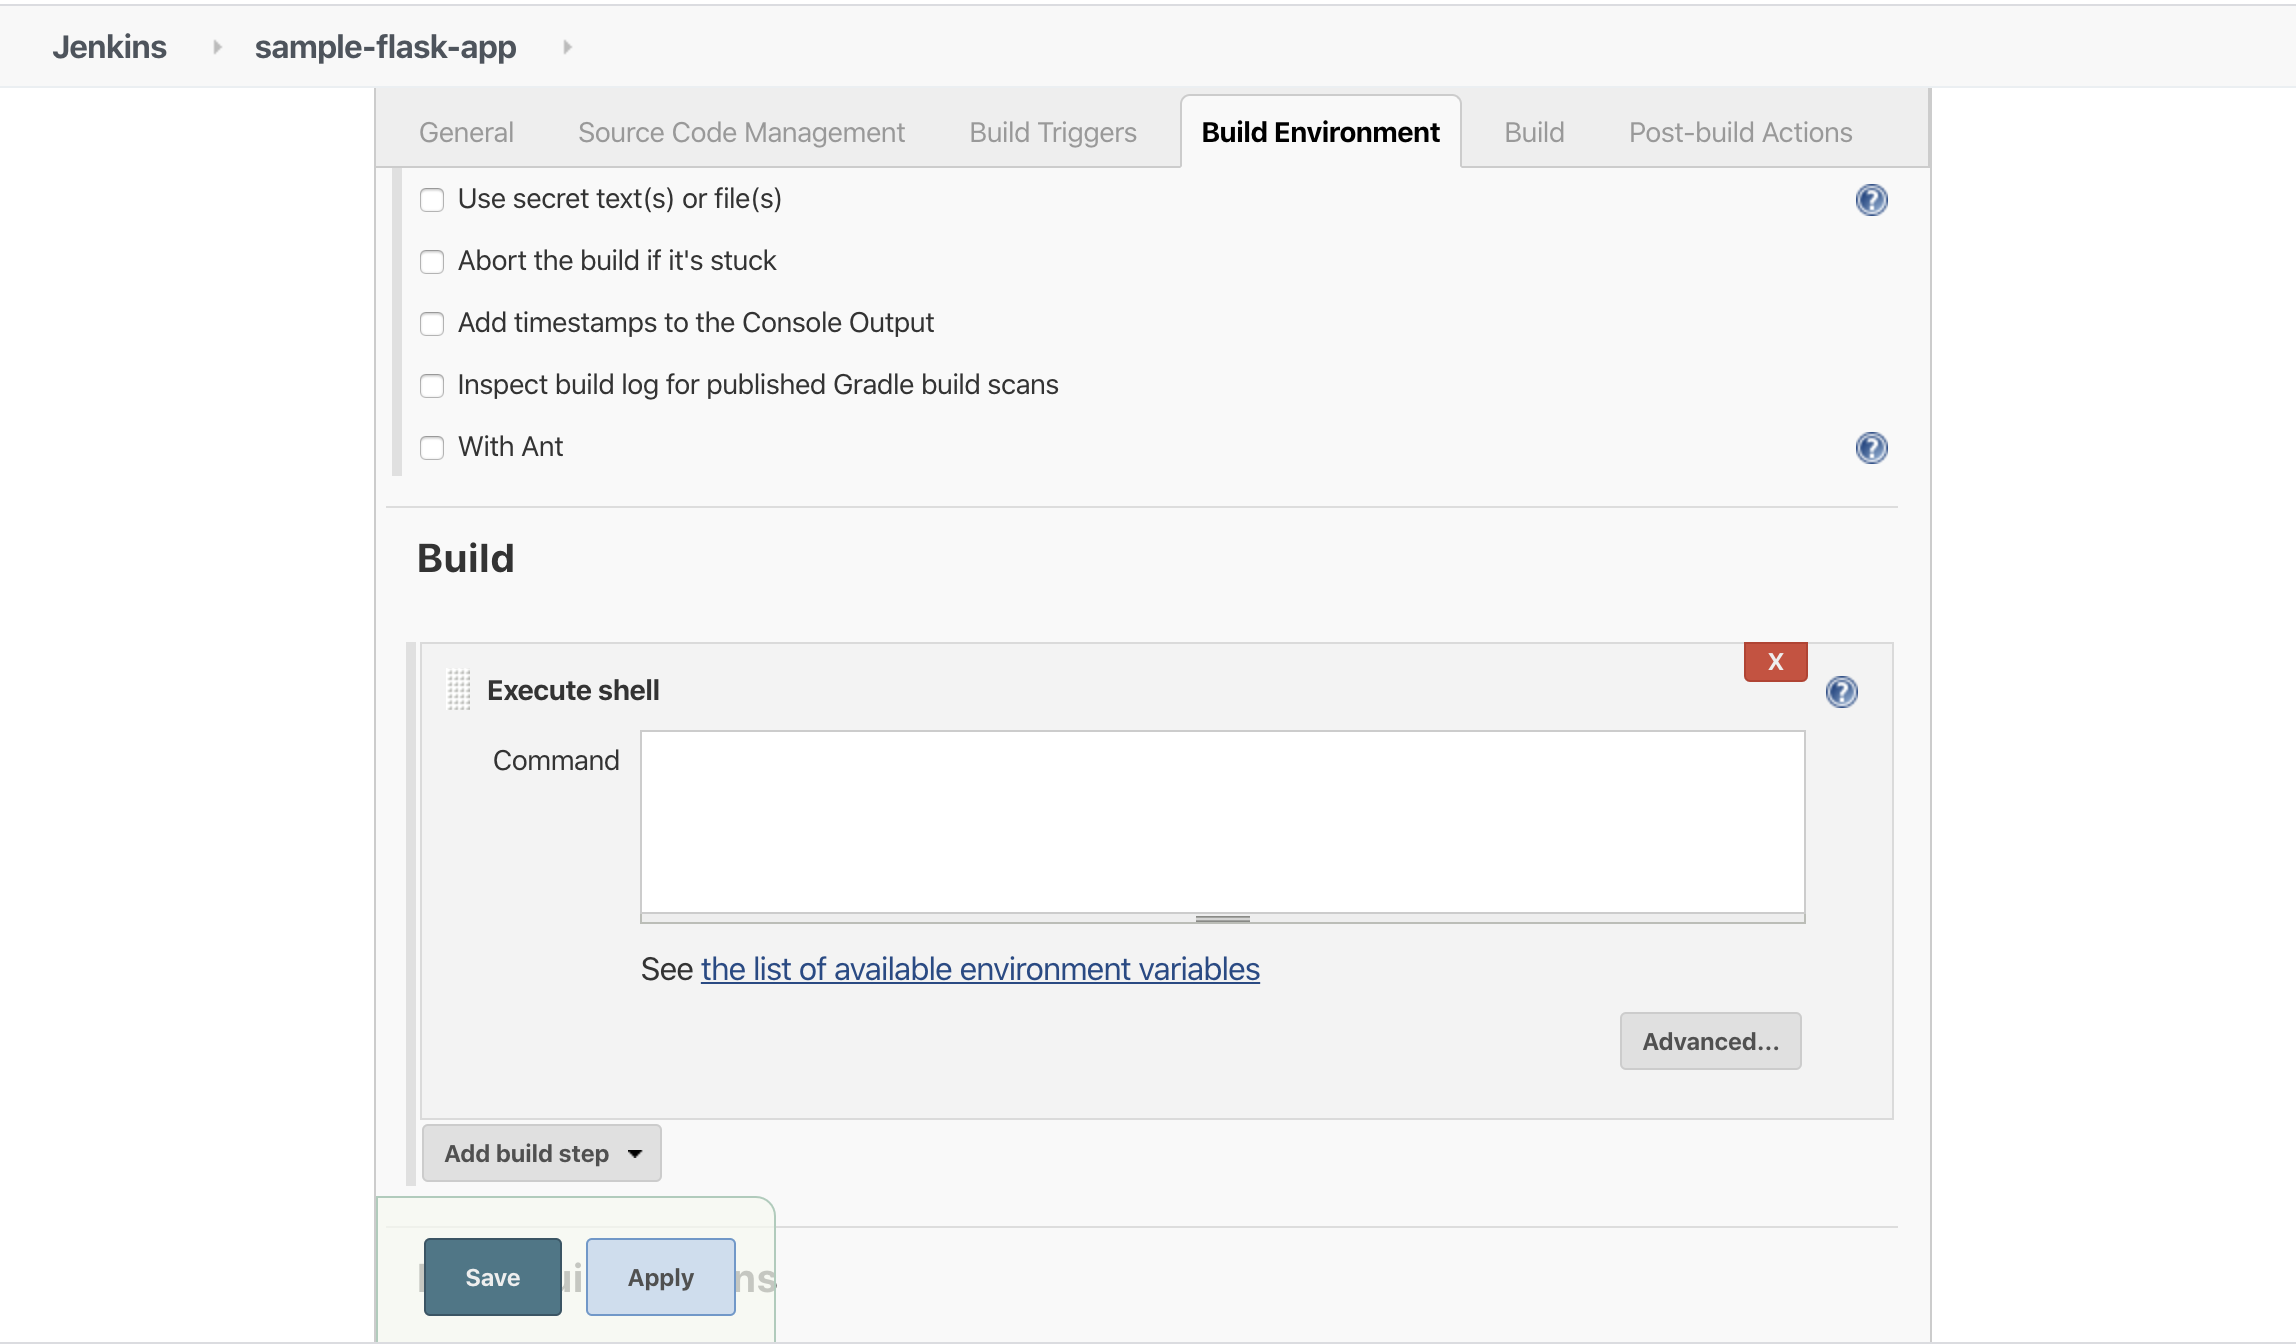 Jenkins sample-flask-app
General Source Code Management Build Triggers Build Environment Build Post-build Actions
Use secret text(s) or file(s)
Abort the build if it's stuck
Add timestamps to the Console Output
Inspect build log for published Gradle build scans
With Ant
Build
X
Execute shell
Command
See the list of available environment variables
Advanced...
Add build step
Save Apply